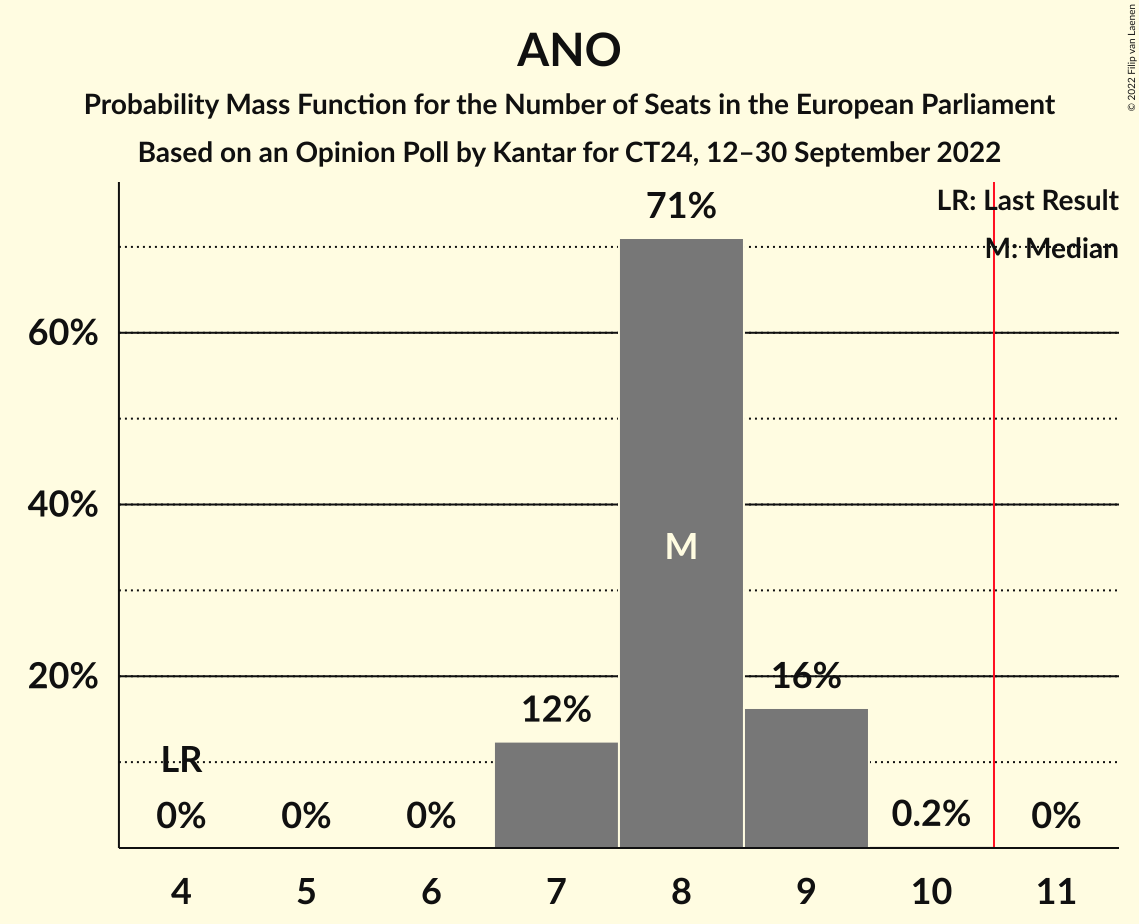 ANO
Probability Mass Function for the Number of Seats in the European Parliament
Based on an Opinion Poll by Kantar for CT24, 12–30 September 2022
© 2022 Filip van Laenen
LR: Last Result
M: Median
71%
60%
40%
M
20%
16%
12%
LR
0%
0%
0%
0.2%
0%
4 5 6 7 8 9 10 11